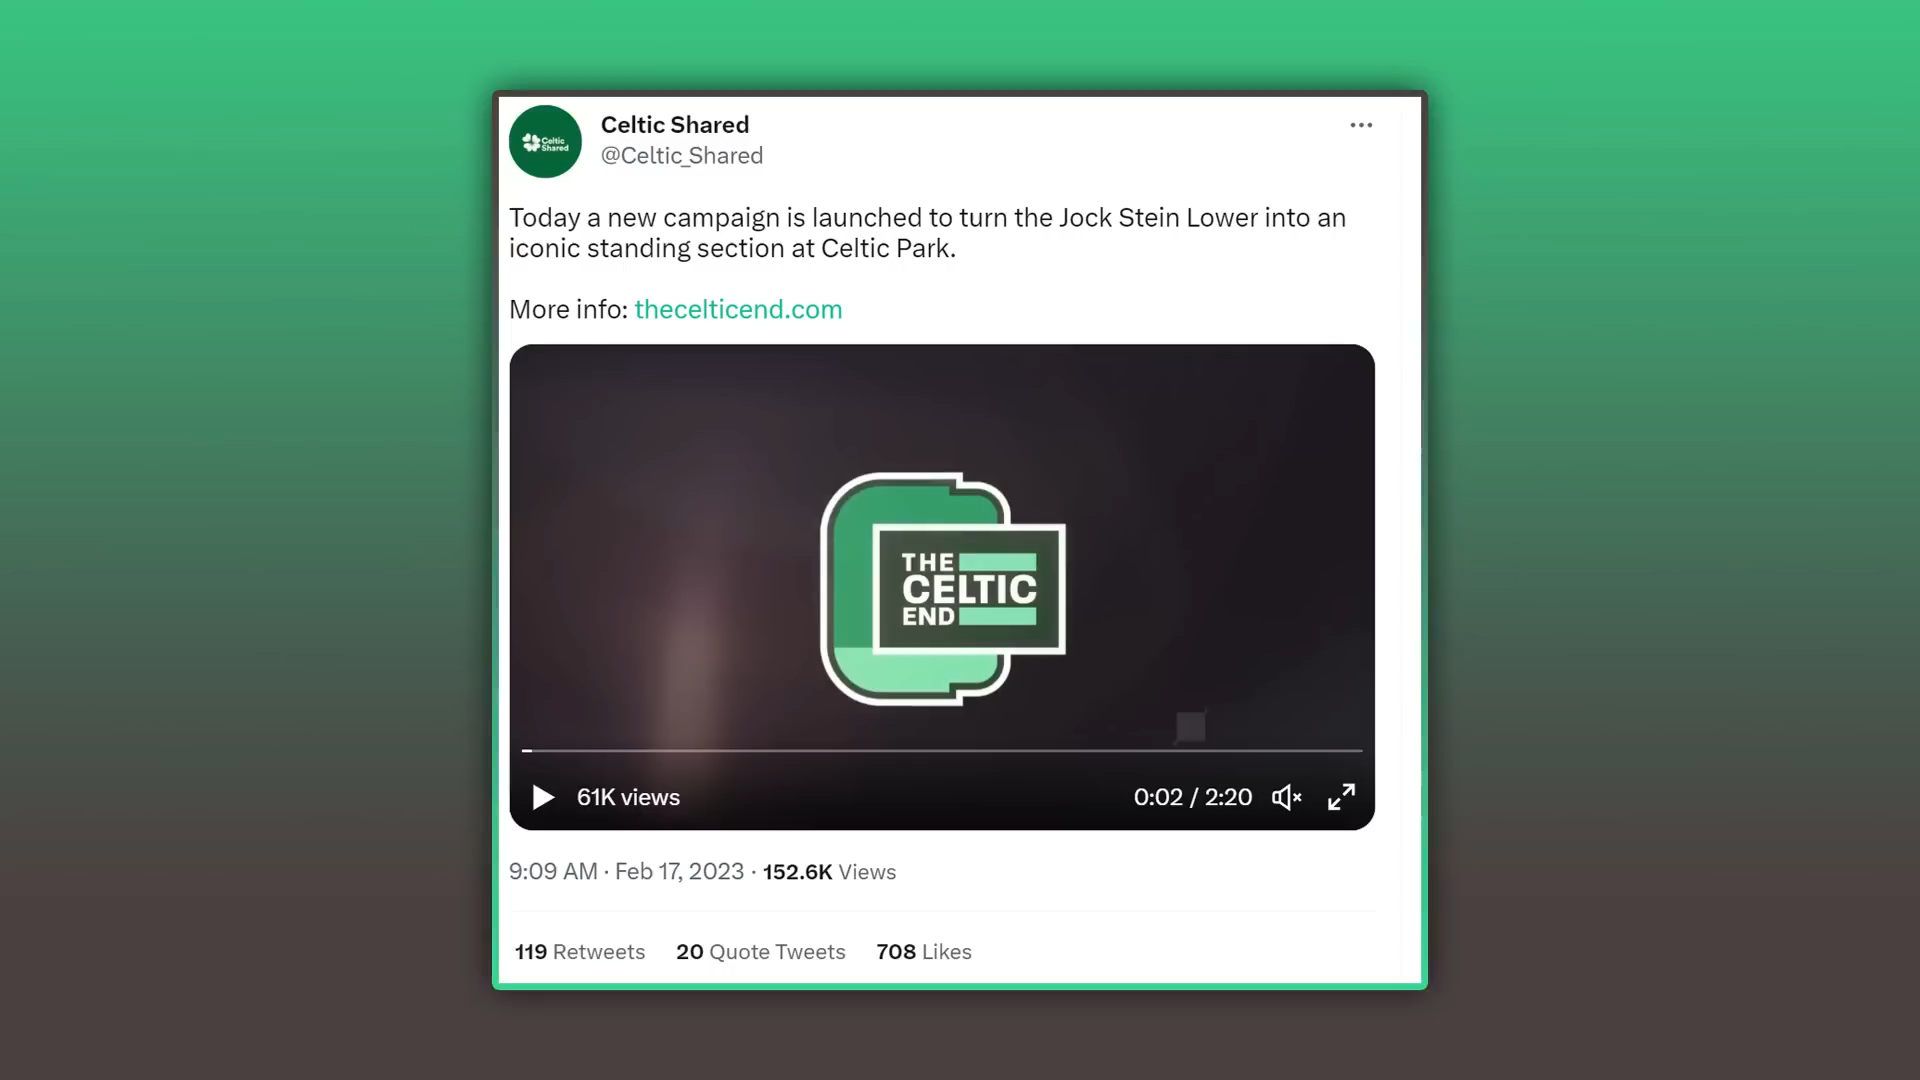 Celtic
Shared
Celtic Shared
@Celtic_Shared
Today a new campaign is launched to turn the Jock Stein Lower into an
iconic standing section at Celtic Park.
More info: thecelticend.com
THE
CELTIC
END
61K views
0:02 / 2:20
9:09 AM · Feb 17, 2023 · 152.6K Views
119 Retweets 20 Quote Tweets 708 Likes